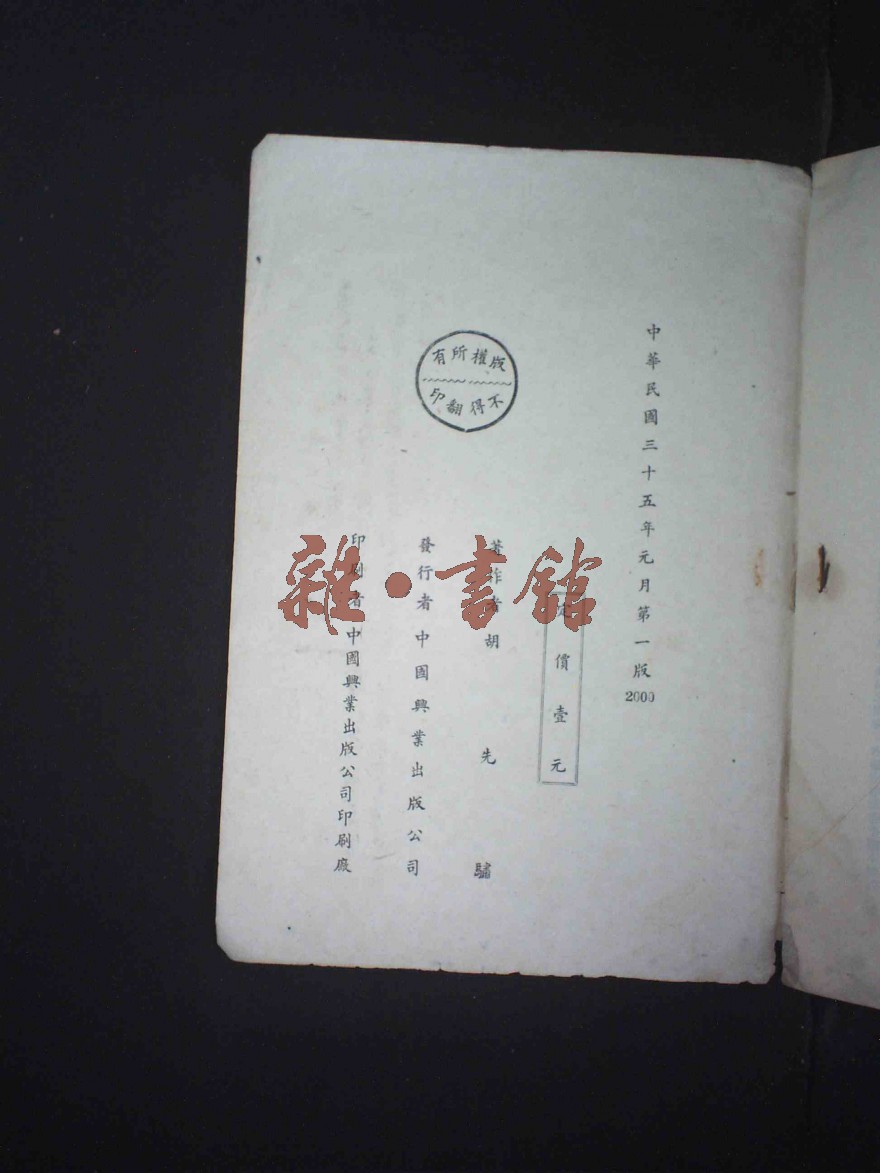 中華民國三十五年元月第一版 2000
定價壹元
版權所有
不得翻印
著作者 胡先驌
發行者 中國興業出版公司
印刷者 中國興業出版公司印刷廠
雜·書館